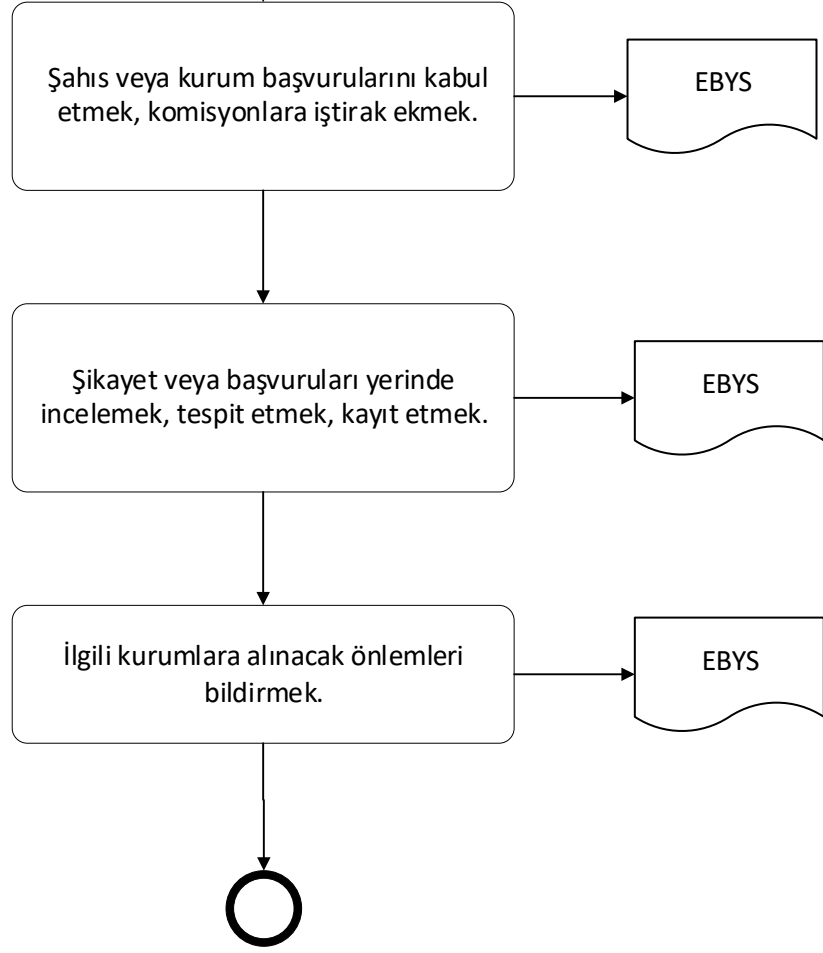 Şahıs veya kurum başvurularını kabul
etmek, komisyonlara iştirak ekmek.
EBYS
Şikayet veya başvuruları yerinde
incelemek, tespit etmek, kayıt etmek.
EBYS
İlgili kurumlara alınacak önlemleri
bildirmek.
EBYS